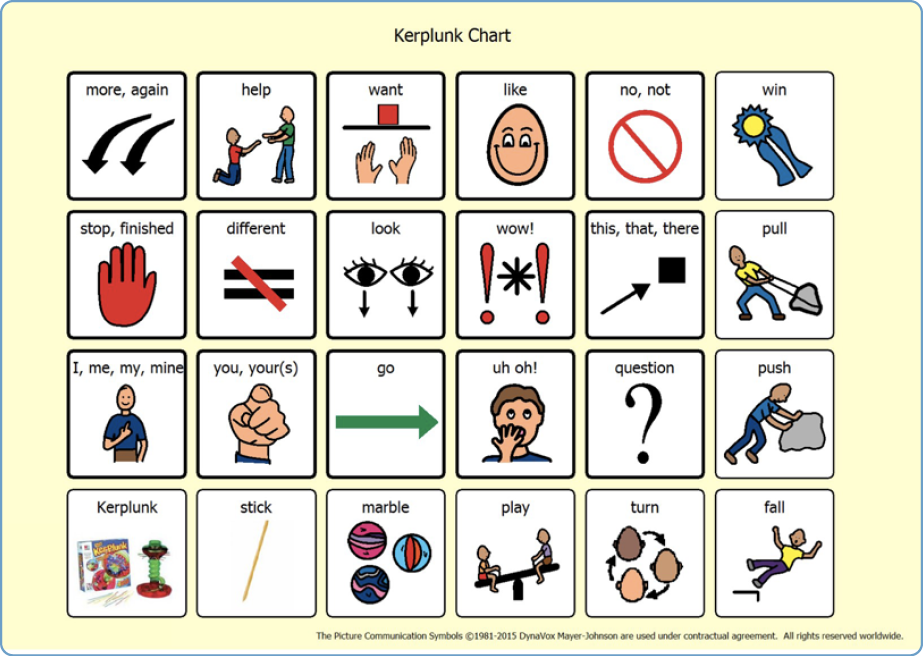 Kerplunk Chart
more, again
help
want
like
no, not
win
stop, finished
different
look
wow!
this, that, there
pull
I, me, my, mine
you, your(s)
go
uh oh!
question
push
Kerplunk
stick
marble
play
turn
fall
KerPlunk
The Picture Communication Symbols ©1981-2015 DynaVox Mayer-Johnson are used under contractual agreement. All rights reserved worldwide.